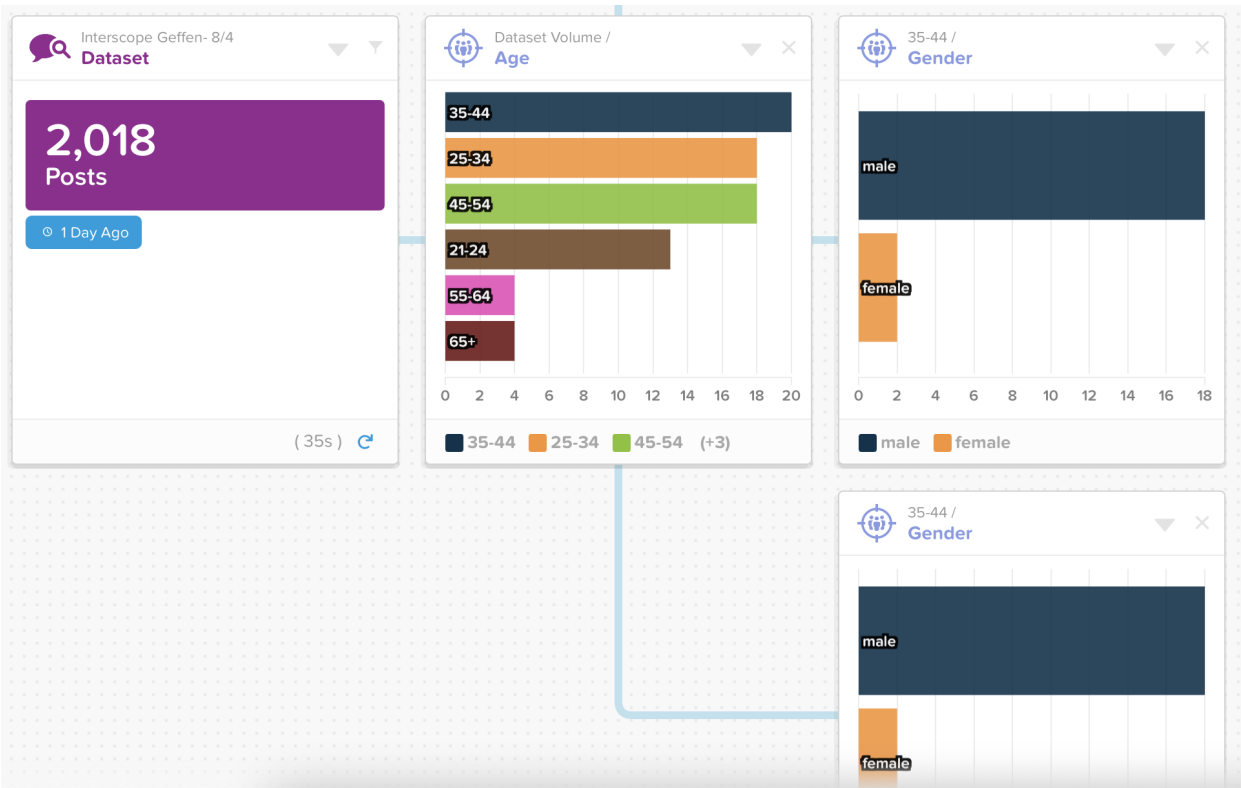 Interscope Geffen- 8/4
Dataset
2,018
Posts
1 Day Ago
( 35s )
Dataset Volume /
Age
35-44
25-34
45-54
21-24
55-64
65+
0 2 4 6 8 10 12 14 16 18 20
35-44 25-34 45-54 (+3)
35-44 /
Gender
male
female
0 2 4 6 8 10 12 14 16 18
male female
35-44 /
Gender
male
female